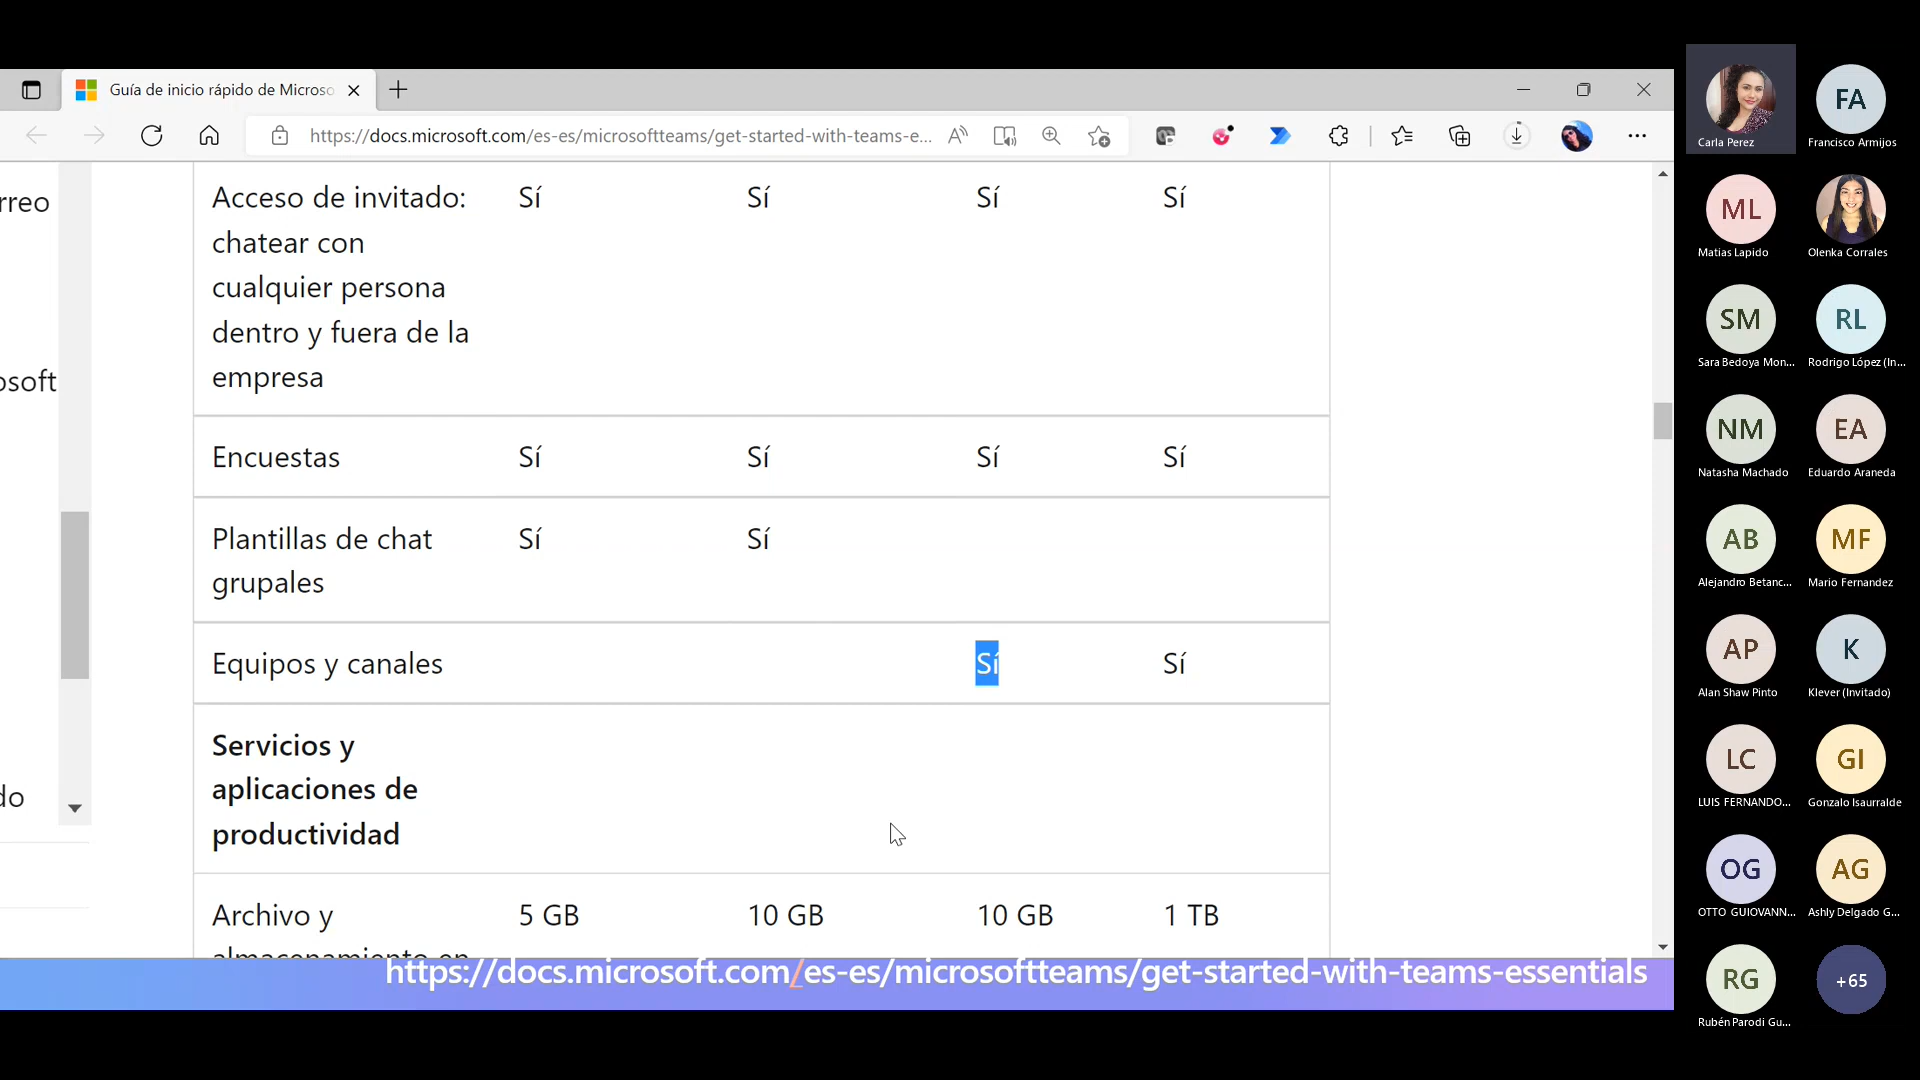 Guía de inicio rápido de Microso
https://docs.microsoft.com/es-es/microsoftteams/get-started-with-teams-e...
rreo
osoft
do
Acceso de invitado: Sí Sí Sí Sí
chatear con
cualquier persona
dentro y fuera de la
empresa
Encuestas Sí Sí Sí Sí
Plantillas de chat Sí Sí
grupales
Equipos y canales Sí Sí
Servicios y
aplicaciones de
productividad
Archivo y 5 GB 10 GB 10 GB 1 TB
almacenamiento en
https://docs.microsoft.com/es-es/microsoftteams/get-started-with-teams-essentials
FA
Carla Perez Francisco Armijos
ML
Matias Lapido Olenka Corrales
SM RL
Sara Bedoya Mon... Rodrigo López (In...
NM EA
Natasha Machado Eduardo Araneda
AB MF
Alejandro Betanc... Mario Fernandez
AP K
Alan Shaw Pinto Klever (Invitado)
LC GI
LUIS FERNANDO... Gonzalo Isaurralde
OG AG
OTTO GUIOVANN... Ashly Delgado G...
RG +65
Rubén Parodi Gu...